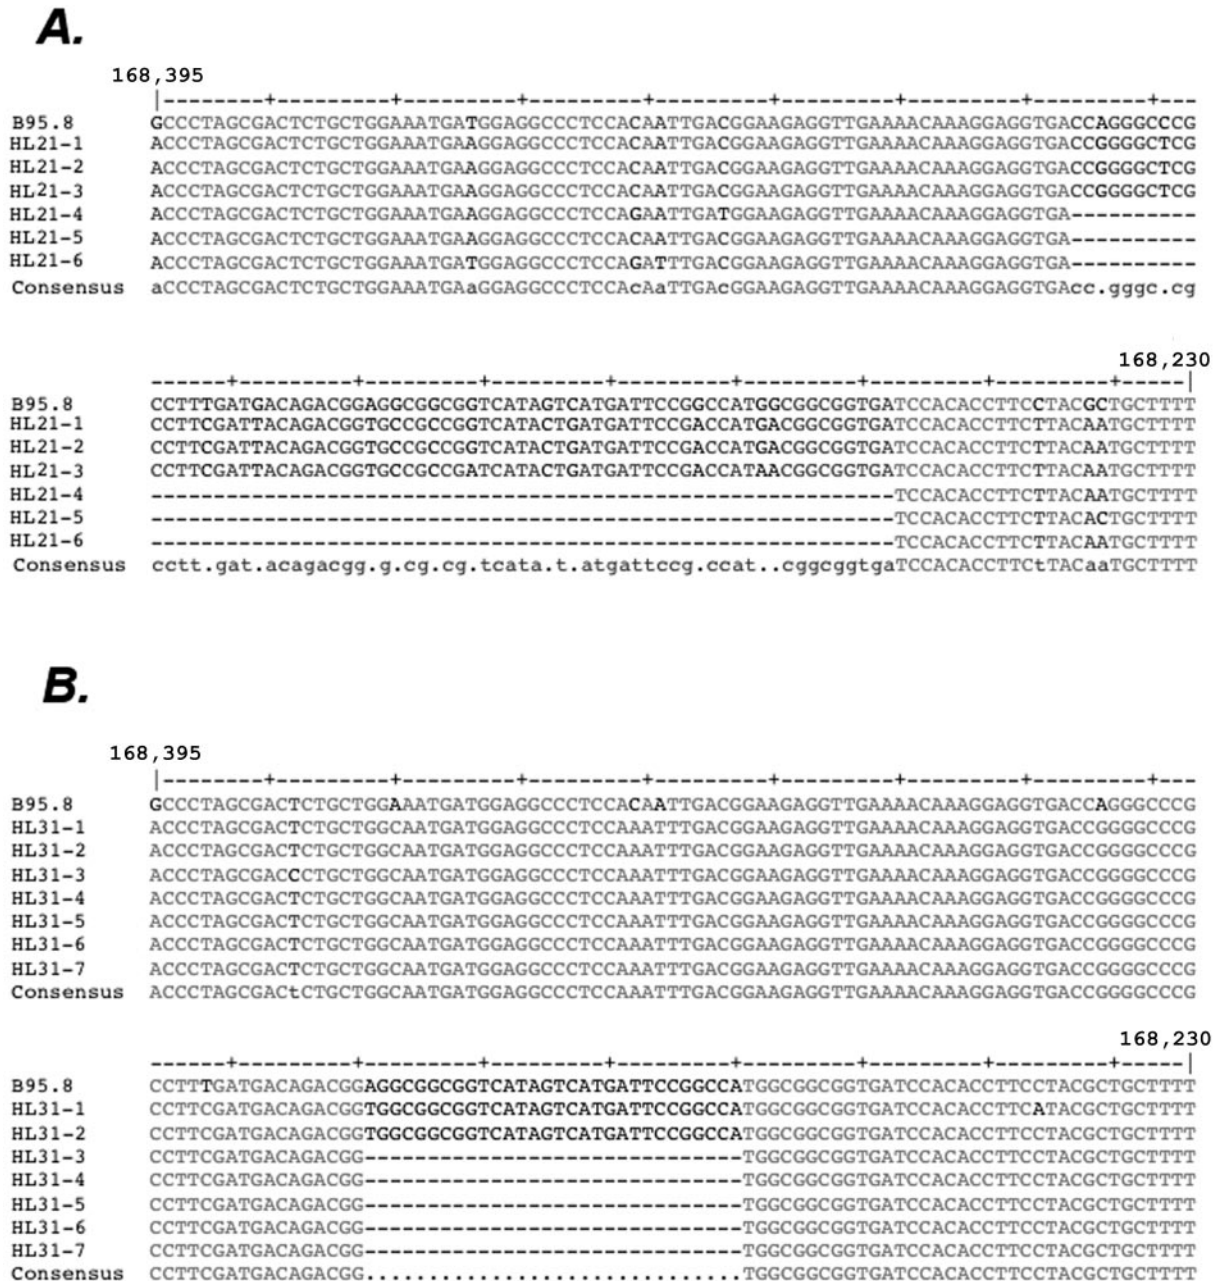 A.
168,395
|--------+---------+---------+---------+---------+---------+---------+---------+---
B95.8 GCCCTAGCGACTCTGCTGGAAATGATGGAGGCCCTCCACAATTGACGGAAGAGGTTGAAAACAAAGGAGGTGACCAGGGCCCG
HL21-1 ACCCTAGCGACTCTGCTGGAAATGAAGGAGGCCCTCCACAATTGACGGAAGAGGTTGAAAACAAAGGAGGTGACCGGGGCTCG
HL21-2 ACCCTAGCGACTCTGCTGGAAATGAAGGAGGCCCTCCACAATTGACGGAAGAGGTTGAAAACAAAGGAGGTGACCGGGGCTCG
HL21-3 ACCCTAGCGACTCTGCTGGAAATGAAGGAGGCCCTCCACAATTGACGGAAGAGGTTGAAAACAAAGGAGGTGACCGGGGCTCG
HL21-4 ACCCTAGCGACTCTGCTGGAAATGAAGGAGGCCCTCCAGAATTGATGGAAGAGGTTGAAAACAAAGGAGGTGA----------
HL21-5 ACCCTAGCGACTCTGCTGGAAATGAAGGAGGCCCTCCACAATTGACGGAAGAGGTTGAAAACAAAGGAGGTGA----------
HL21-6 ACCCTAGCGACTCTGCTGGAAATGATGGAGGCCCTCCAGATTTGACGGAAGAGGTTGAAAACAAAGGAGGTGA----------
Consensus aCCCTAGCGACTCTGCTGGAAATGAaGGAGGCCCTCCAcAaTTGAcGGAAGAGGTTGAAAACAAAGGAGGTGAcc.gggc.cg
168,230
------+---------+---------+---------+---------+---------+---------+---------+-----|
B95.8 CCTTTGATGACAGACGGAGGCGGCGGTCATAGTCATGATTCCGGCCATGGCGGCGGTGATCCACACCTTCCTACGCTGCTTTT
HL21-1 CCTTCGATTACAGACGGTGCCGCCGGTCATACTGATGATTCCGACCATGACGGCGGTGATCCACACCTTCTTACAATGCTTTT
HL21-2 CCTTCGATTACAGACGGTGCCGCCGGTCATACTGATGATTCCGACCATGACGGCGGTGATCCACACCTTCTTACAATGCTTTT
HL21-3 CCTTCGATTACAGACGGTGCCGCCGATCATACTGATGATTCCGACCATAACGGCGGTGATCCACACCTTCTTACAATGCTTTT
HL21-4 -----------------------------------------------------------TCCACACCTTCTTACAATGCTTTT
HL21-5 -----------------------------------------------------------TCCACACCTTCTTACACTGCTTTT
HL21-6 -----------------------------------------------------------TCCACACCTTCTTACAATGCTTTT
Consensus cctt.gat.acagacgg.g.cg.cg.tcata.t.atgattccg.ccat..cggcggtgaTCCACACCTTCtTACaaTGCTTTT
B.
168,395
|--------+---------+---------+---------+---------+---------+---------+---------+---
B95.8 GCCCTAGCGACTCTGCTGGAAATGATGGAGGCCCTCCACAATTGACGGAAGAGGTTGAAAACAAAGGAGGTGACCAGGGCCCG
HL31-1 ACCCTAGCGACTCTGCTGGCAATGATGGAGGCCCTCCAAATTTGACGGAAGAGGTTGAAAACAAAGGAGGTGACCGGGGCCCG
HL31-2 ACCCTAGCGACTCTGCTGGCAATGATGGAGGCCCTCCAAATTTGACGGAAGAGGTTGAAAACAAAGGAGGTGACCGGGGCCCG
HL31-3 ACCCTAGCGACCCTGCTGGCAATGATGGAGGCCCTCCAAATTTGACGGAAGAGGTTGAAAACAAAGGAGGTGACCGGGGCCCG
HL31-4 ACCCTAGCGACTCTGCTGGCAATGATGGAGGCCCTCCAAATTTGACGGAAGAGGTTGAAAACAAAGGAGGTGACCGGGGCCCG
HL31-5 ACCCTAGCGACTCTGCTGGCAATGATGGAGGCCCTCCAAATTTGACGGAAGAGGTTGAAAACAAAGGAGGTGACCGGGGCCCG
HL31-6 ACCCTAGCGACTCTGCTGGCAATGATGGAGGCCCTCCAAATTTGACGGAAGAGGTTGAAAACAAAGGAGGTGACCGGGGCCCG
HL31-7 ACCCTAGCGACTCTGCTGGCAATGATGGAGGCCCTCCAAATTTGACGGAAGAGGTTGAAAACAAAGGAGGTGACCGGGGCCCG
Consensus ACCCTAGCGACtCTGCTGGCAATGATGGAGGCCCTCCAAATTTGACGGAAGAGGTTGAAAACAAAGGAGGTGACCGGGGCCCG
168,230
------+---------+---------+---------+---------+---------+---------+---------+-----|
B95.8 CCTTTGATGACAGACGGAGGCGGCGGTCATAGTCATGATTCCGGCCATGGCGGCGGTGATCCACACCTTCCTACGCTGCTTTT
HL31-1 CCTTCGATGACAGACGGTGGCGGCGGTCATAGTCATGATTCCGGCCATGGCGGCGGTGATCCACACCTTCATACGCTGCTTTT
HL31-2 CCTTCGATGACAGACGGTGGCGGCGGTCATAGTCATGATTCCGGCCATGGCGGCGGTGATCCACACCTTCCTACGCTGCTTTT
HL31-3 CCTTCGATGACAGACGG------------------------------TGGCGGCGGTGATCCACACCTTCCTACGCTGCTTTT
HL31-4 CCTTCGATGACAGACGG------------------------------TGGCGGCGGTGATCCACACCTTCCTACGCTGCTTTT
HL31-5 CCTTCGATGACAGACGG------------------------------TGGCGGCGGTGATCCACACCTTCCTACGCTGCTTTT
HL31-6 CCTTCGATGACAGACGG------------------------------TGGCGGCGGTGATCCACACCTTCCTACGCTGCTTTT
HL31-7 CCTTCGATGACAGACGG------------------------------TGGCGGCGGTGATCCACACCTTCCTACGCTGCTTTT
Consensus CCTTCGATGACAGACGG..............................TGGCGGCGGTGATCCACACCTTCCTACGCTGCTTTT